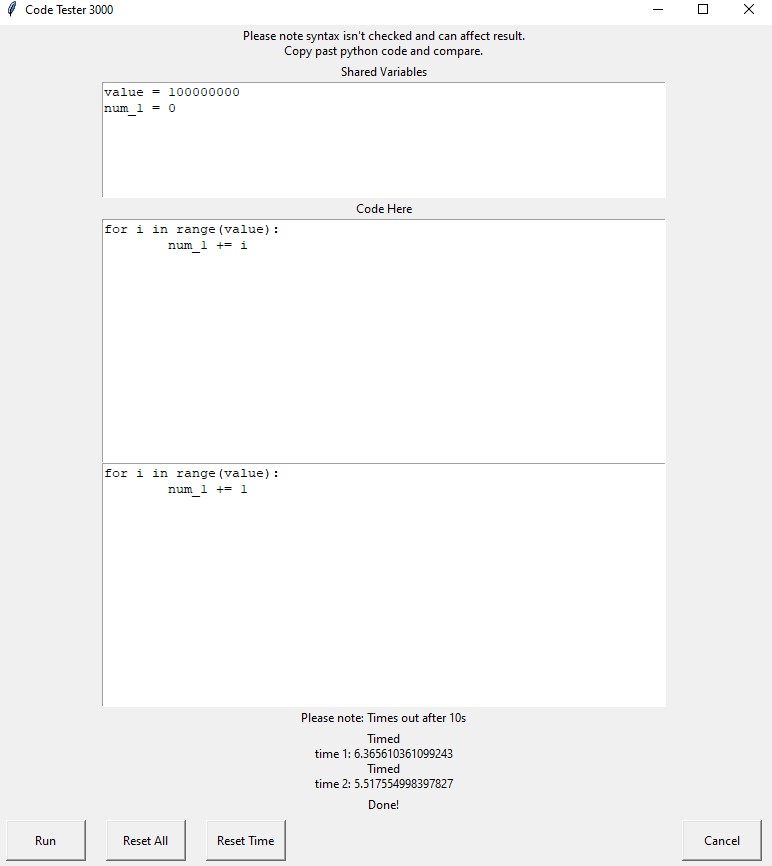 Code Tester 3000
Please note syntax isn't checked and can affect result.
Copy past python code and compare.
Shared Variables
value = 100000000
num_1 = 0
Code Here
for i in range(value):
        num_1 += i
for i in range(value):
        num_1 += 1
Please note: Times out after 10s
Timed
time 1: 6.365610361099243
Timed
time 2: 5.517554998397827
Done!
Run
Reset All
Reset Time
Cancel